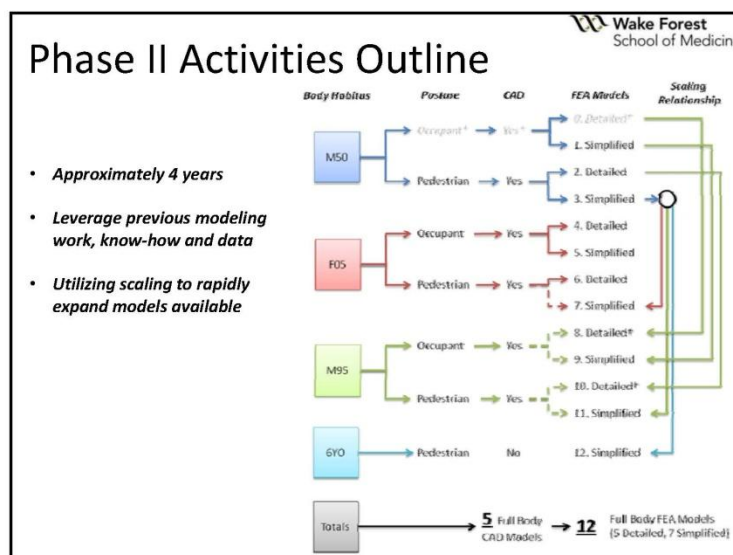 Wake Forest
School of Medicin
Phase II Activities Outline
Body Habitus Posture CAD FEA Models Scaling Relationship
• Approximately 4 years
• Leverage previous modeling
work, know-how and data
• Utilizing scaling to rapidly
expand models available
M50
Occupant* Yes* 0. Detailed*
1. Simplified
Pedestrian Yes 2. Detailed
3. Simplified
F05
Occupant Yes 4. Detailed
5. Simplified
Pedestrian Yes 6. Detailed
7. Simplified
M95
Occupant Yes 8. Detailed*
9. Simplified
Pedestrian Yes 10. Detailed*
11. Simplified
6YO Pedestrian No 12. Simplified
Totals 5 Full Body
CAD Models
12 Full Body FEA Models
(5 Detailed, 7 Simplified)